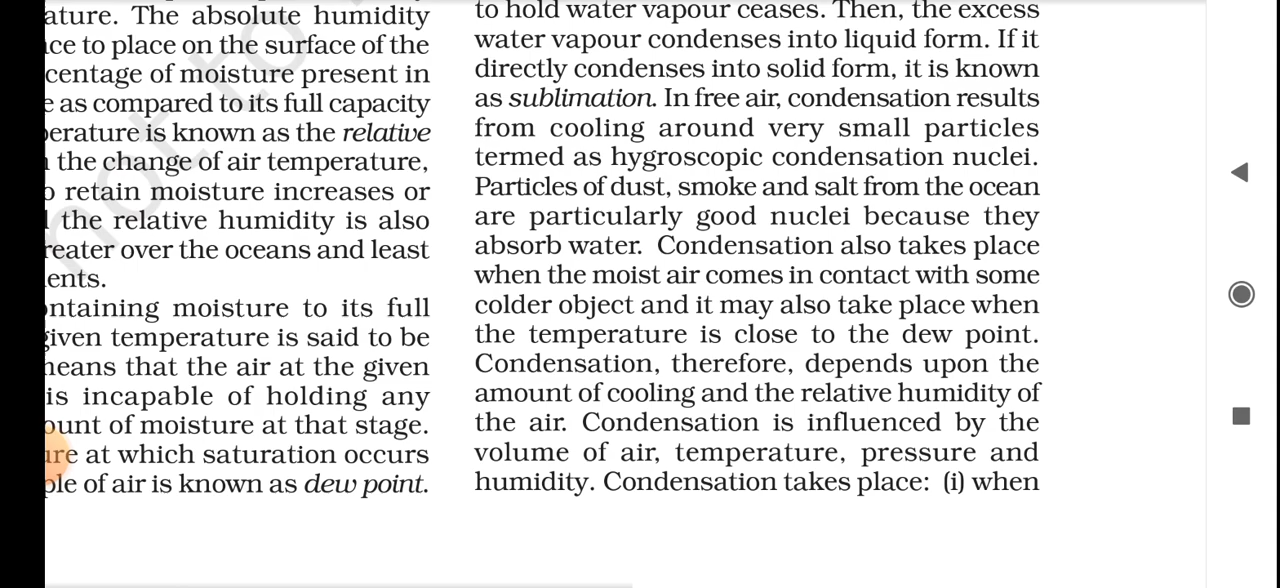 ature. The absolute humidity
ce to place on the surface of the
centage of moisture present in
e as compared to its full capacity
perature is known as the relative
the change of air temperature,
o retain moisture increases or
the relative humidity is also
reater over the oceans and least
ents.
ontaining moisture to its full
given temperature is said to be
means that the air at the given
is incapable of holding any
ount of moisture at that stage.
ure at which saturation occurs
ple of air is known as dew point.
to hold water vapour ceases. Then, the excess
water vapour condenses into liquid form. If it
directly condenses into solid form, it is known
as sublimation. In free air, condensation results
from cooling around very small particles
termed as hygroscopic condensation nuclei.
Particles of dust, smoke and salt from the ocean
are particularly good nuclei because they
absorb water. Condensation also takes place
when the moist air comes in contact with some
colder object and it may also take place when
the temperature is close to the dew point.
Condensation, therefore, depends upon the
amount of cooling and the relative humidity of
the air. Condensation is influenced by the
volume of air, temperature, pressure and
humidity. Condensation takes place: (i) when
not to